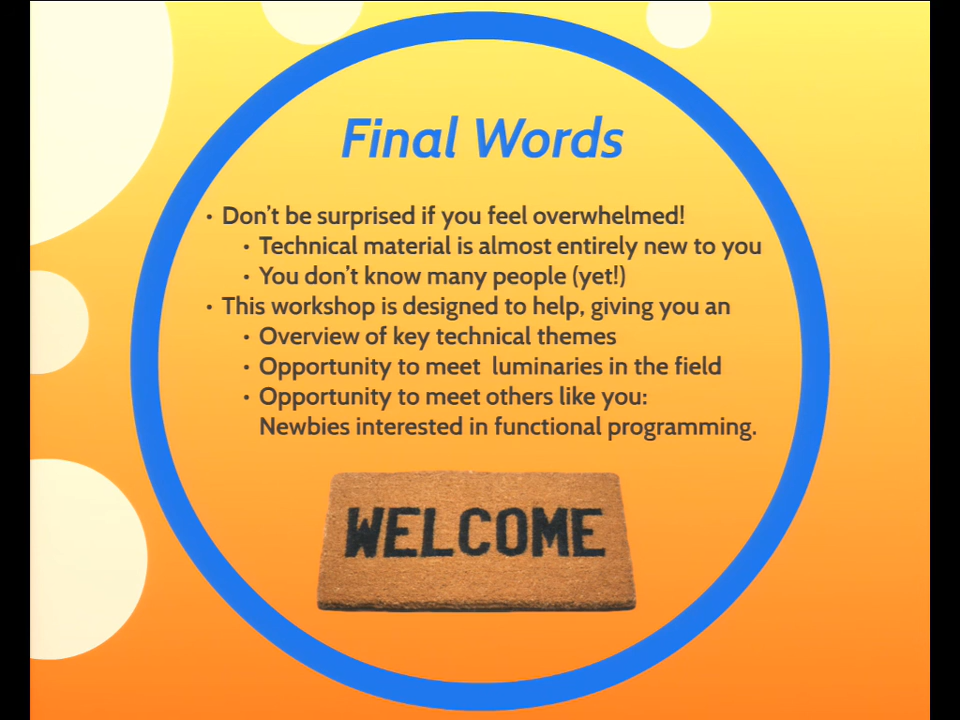 Final Words
• Don't be surprised if you feel overwhelmed!
• Technical material is almost entirely new to you
• You don't know many people (yet!)
• This workshop is designed to help, giving you an
• Overview of key technical themes
• Opportunity to meet  luminaries in the field
• Opportunity to meet others like you:
Newbies interested in functional programming.
WELCOME